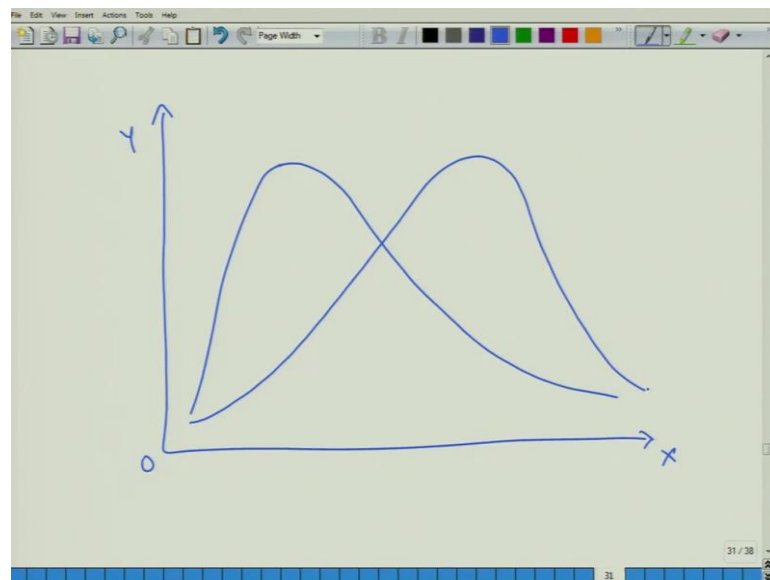 File Edit View Insert Actions Tools Help
Page Width B I
Y
O
X
31 / 38
31